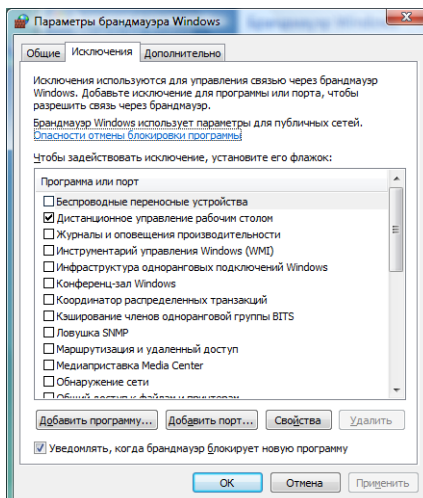 Параметры брандмауэра Windows
Общие Исключения Дополнительно
Исключения используются для управления связью через брандмауэр
Windows. Добавьте исключение для программы или порта, чтобы
разрешить связь через брандмауэр.
Брандмауэр Windows использует параметры для публичных сетей.
Опасности отмены блокировки программы
Чтобы задействовать исключение, установите его флажок:
Программа или порт
Беспроводные переносные устройства
Дистанционное управление рабочим столом
Журналы и оповещения производительности
Инструментарий управления Windows (WMI)
Инфраструктура одноранговых подключений Windows
Конференц-зал Windows
Координатор распределенных транзакций
Кэширование членов одноранговой группы BITS
Ловушка SNMP
Маршрутизация и удаленный доступ
Медиаприставка Media Center
Обнаружение сети
Общий доступ к файлам и принтерам
Добавить программу... Добавить порт... Свойства Удалить
Уведомлять, когда брандмауэр блокирует новую программу
OK Отмена Применить